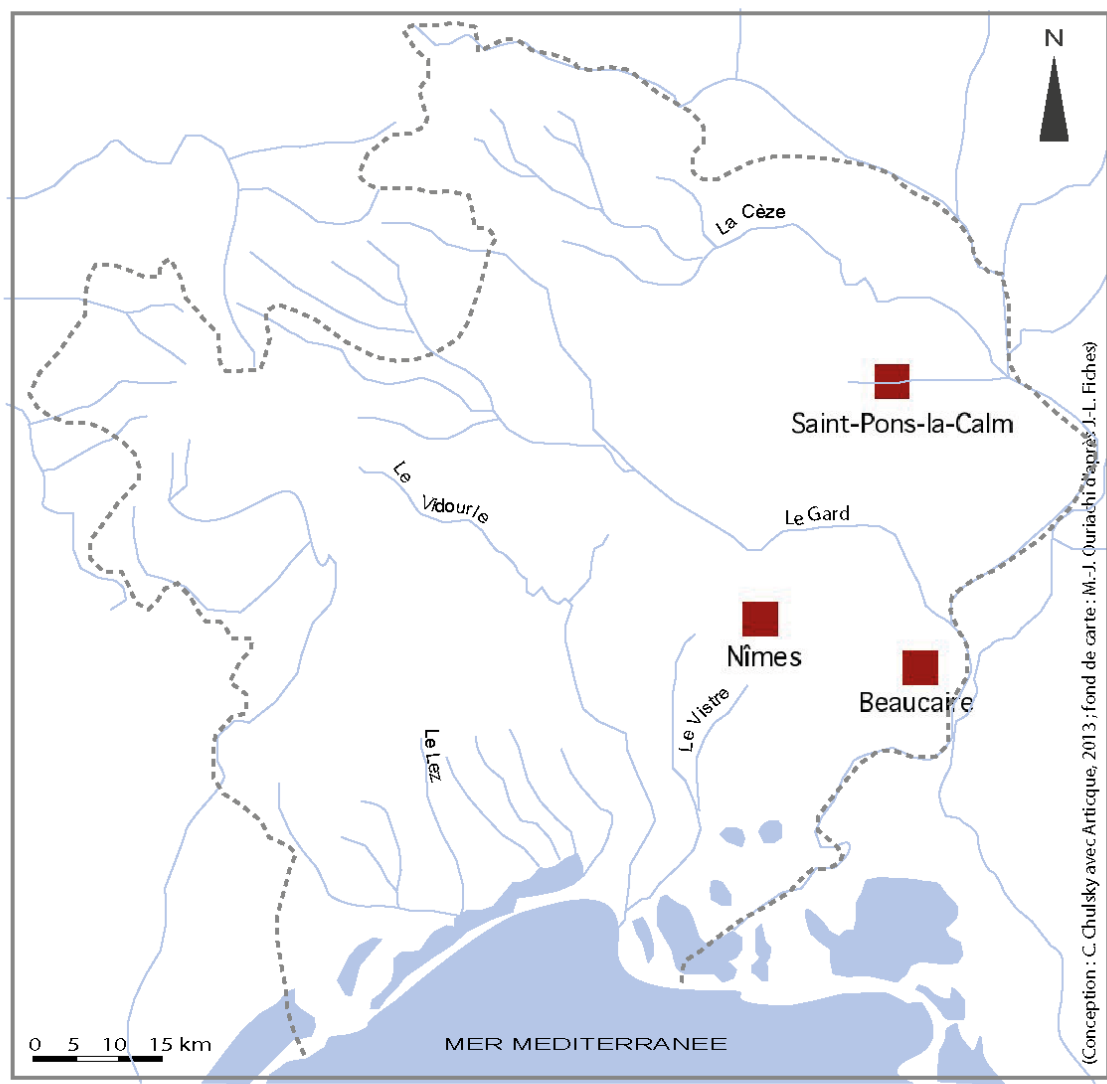 N
La Cèze
Saint-Pons-la-Calm
Le Vidourle
Le Gard
Nîmes
Beaucaire
Le Vistre
Le Lez
0 5 10 15 km
MER MEDITERRANEE
(Conception : C. Chulsky avec Articque, 2013 ; fond de carte : M.-J. Ouriachi d'après J.-L. Fiches)